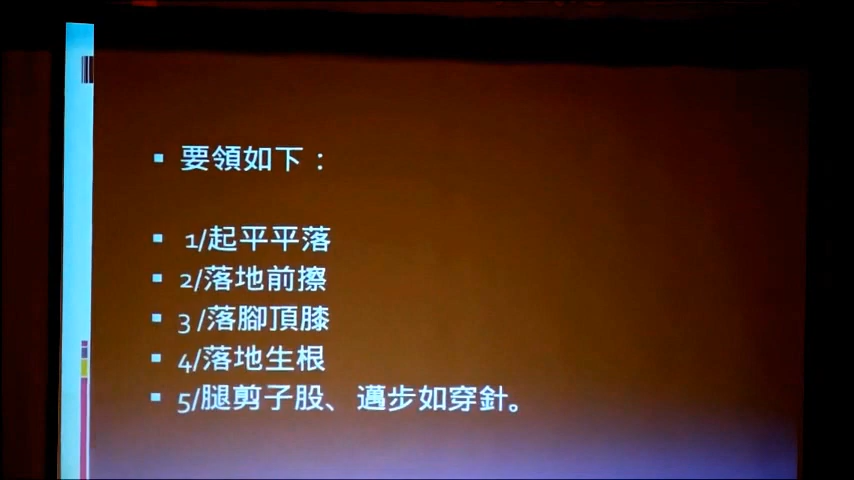 要領如下：
1/起平平落
2/落地前擦
3 /落腳頂膝
4/落地生根
5/腿剪子股、邁步如穿針。